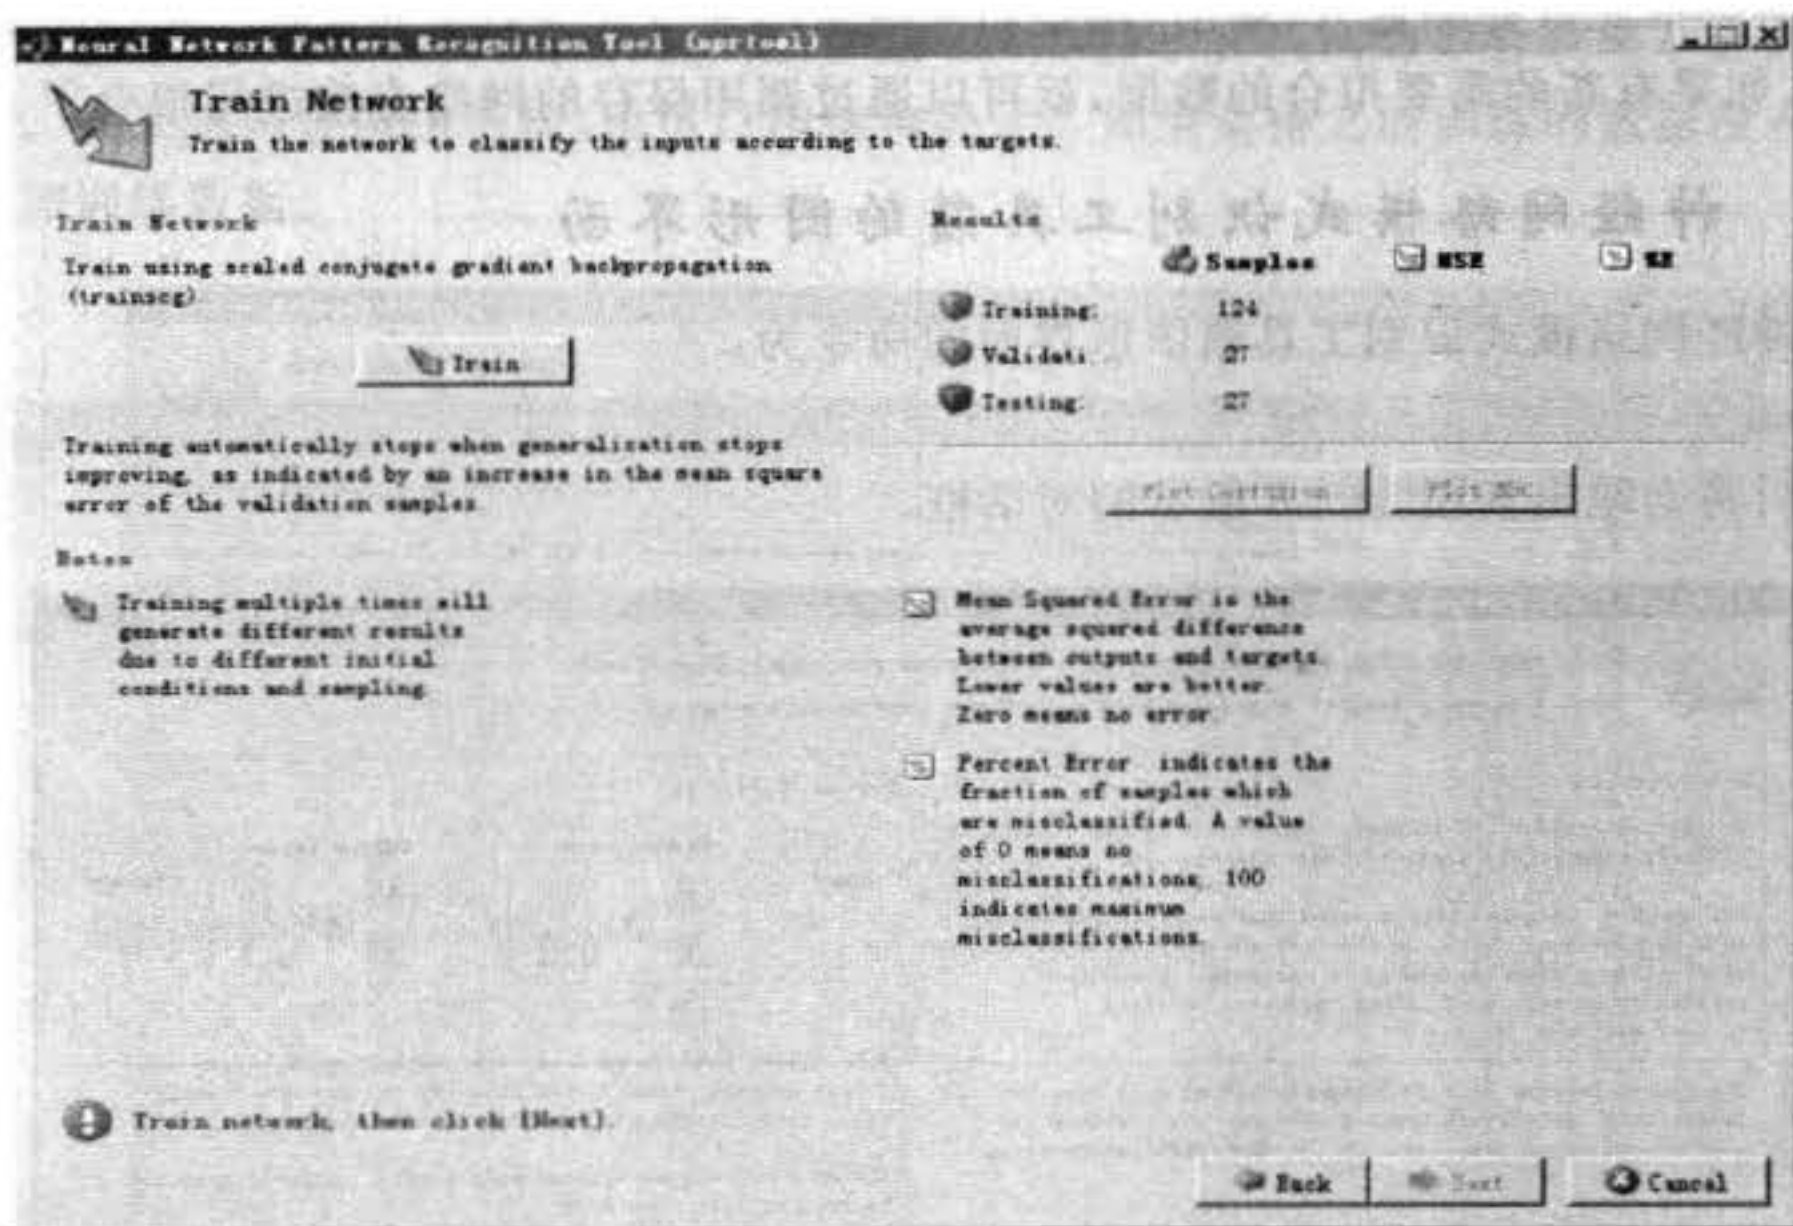 Neural Network Pattern Recognition Tool (nprtool)
Train Network
Train the network to classify the inputs according to the targets.
Train Network
Train using scaled conjugate gradient backpropagation
(trainscg).
Train
Training automatically stops when generalization stops
improving, as indicated by an increase in the mean square
error of the validation samples.
Results
Samples MSE %E
Training: 124
Validati... 27
Testing: 27
Plot Confusion Plot ROC
Notes
Training multiple times will
generate different results
due to different initial
conditions and sampling.
Mean Squared Error is the
average squared difference
between outputs and targets.
Lower values are better.
Zero means no error.
Percent Error indicates the
fraction of samples which
are misclassified. A value
of 0 means no
misclassifications, 100
indicates maximum
misclassifications.
Train network, then click [Next].
Back Next Cancel